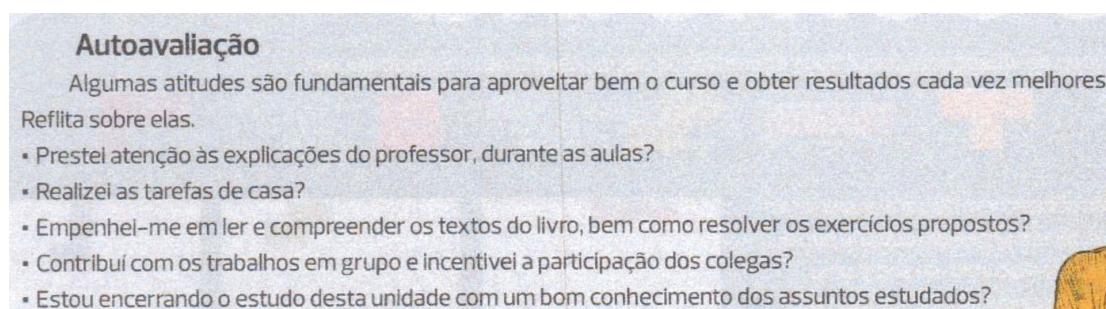 Autoavaliação
Algumas atitudes são fundamentais para aproveitar bem o curso e obter resultados cada vez melhores
Reflita sobre elas.
▪ Prestei atenção às explicações do professor, durante as aulas?
▪ Realizei as tarefas de casa?
▪ Empenhei-me em ler e compreender os textos do livro, bem como resolver os exercícios propostos?
▪ Contribuí com os trabalhos em grupo e incentivei a participação dos colegas?
▪ Estou encerrando o estudo desta unidade com um bom conhecimento dos assuntos estudados?